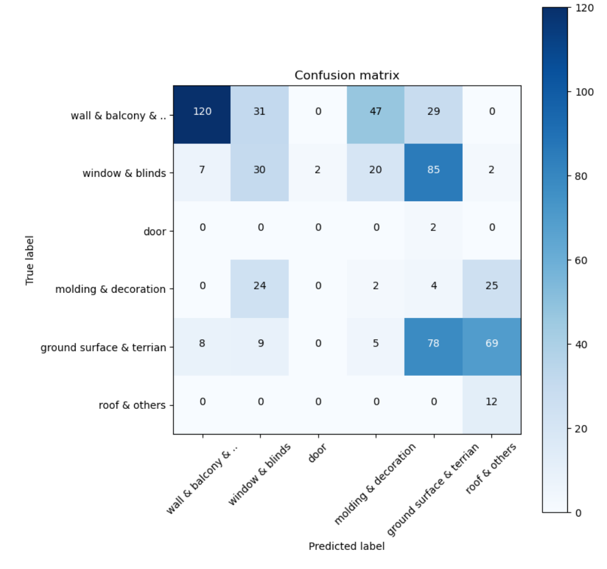 Confusion matrix
120
100
80
60
40
20
0
True label
wall & balcony & ..
120 31 0 47 29 0
window & blinds
7 30 2 20 85 2
door
0 0 0 0 2 0
molding & decoration
0 24 0 2 4 25
ground surface & terrian
8 9 0 5 78 69
roof & others
0 0 0 0 0 12
wall & balcony & ..
window & blinds
door
molding & decoration
ground surface & terrian
roof & others
Predicted label